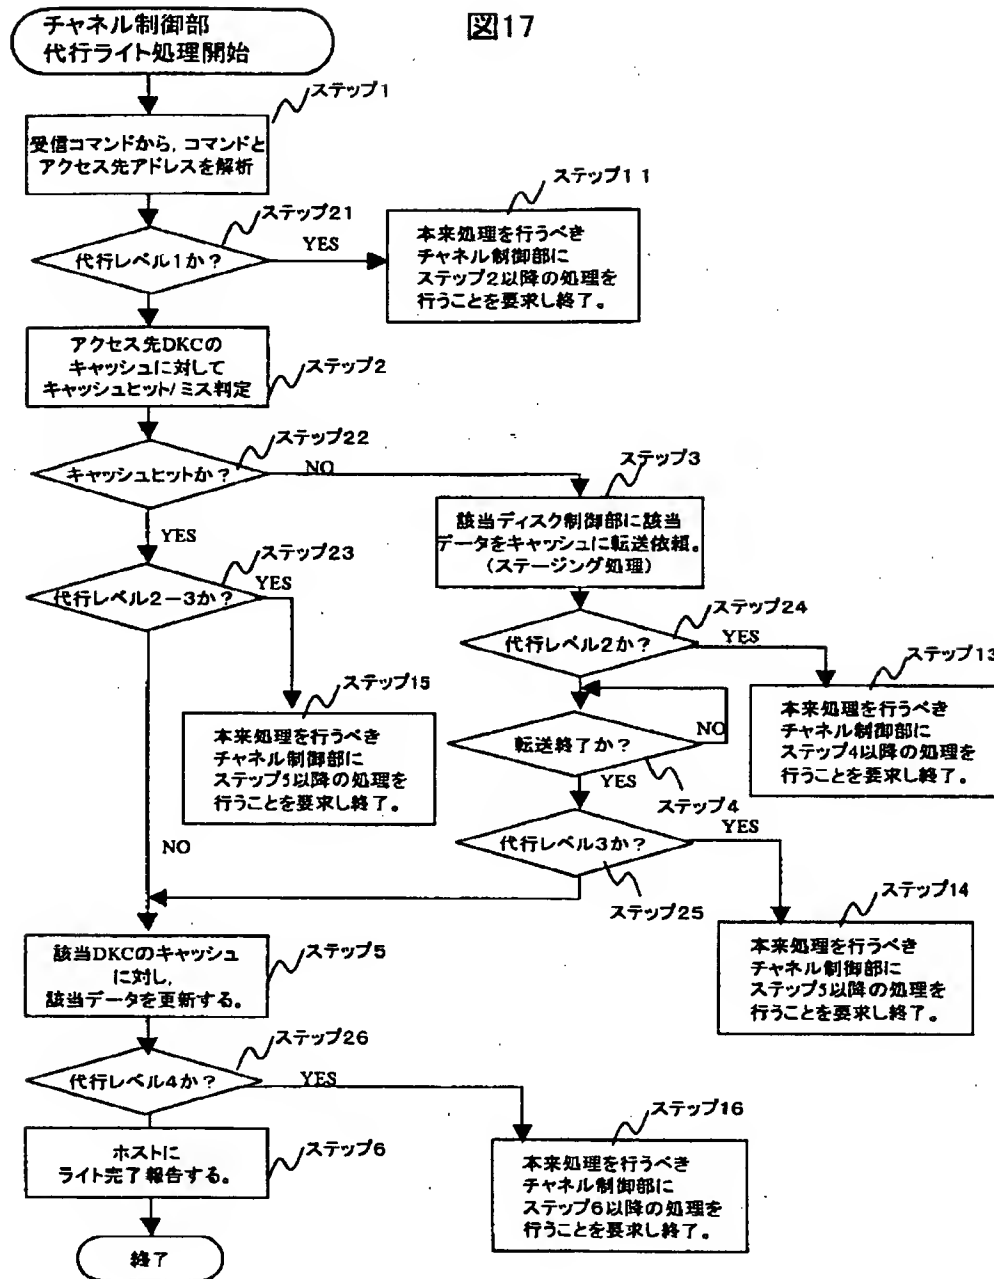 図17
チャネル制御部
代行ライト処理開始
ステップ1
受信コマンドから,コマンドと
アクセス先アドレスを解析
ステップ21
代行レベル1か?
YES
ステップ11
本来処理を行うべき
チャネル制御部に
ステップ2以降の処理を
行うことを要求し終了。
アクセス先DKCの
キャッシュに対して
キャッシュヒット/ミス判定
ステップ2
ステップ22
キャッシュヒットか?
NO
YES
ステップ3
該当ディスク制御部に該当
データをキャッシュに転送依頼。
(ステージング処理)
ステップ23
代行レベル2-3か?
YES
NO
ステップ15
本来処理を行うべき
チャネル制御部に
ステップ5以降の処理を
行うことを要求し終了。
ステップ24
代行レベル2か?
YES
ステップ13
本来処理を行うべき
チャネル制御部に
ステップ4以降の処理を
行うことを要求し終了。
転送終了か?
NO
YES
ステップ4
代行レベル3か?
YES
ステップ25
ステップ14
本来処理を行うべき
チャネル制御部に
ステップ5以降の処理を
行うことを要求し終了。
該当DKCのキャッシュ
に対し,
該当データを更新する。
ステップ5
ステップ26
代行レベル4か?
YES
ステップ16
本来処理を行うべき
チャネル制御部に
ステップ6以降の処理を
行うことを要求し終了。
ホストに
ライト完了報告する。
ステップ6
終了